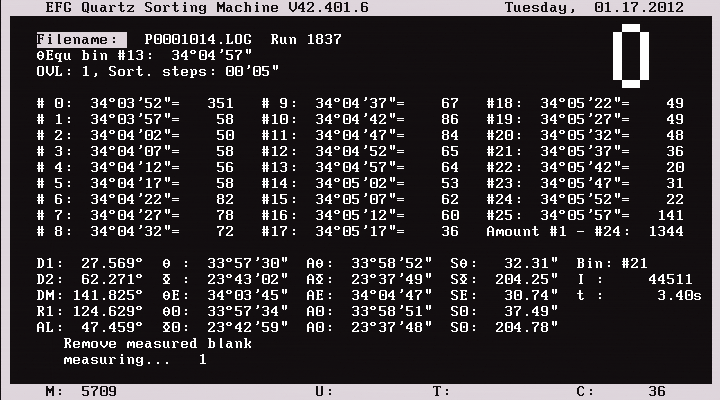 EFG Quartz Sorting Machine V42.401.6 Tuesday, 01.17.2012
Filename: P0001014.LOG Run 1837
θEqu bin #13: 34°04'57"
OVL: 1, Sort. steps: 00'05"
0
# 0: 34°03'52"= 351 # 9: 34°04'37"= 67 #18: 34°05'22"= 49
# 1: 34°03'57"= 58 #10: 34°04'42"= 86 #19: 34°05'27"= 49
# 2: 34°04'02"= 50 #11: 34°04'47"= 84 #20: 34°05'32"= 48
# 3: 34°04'07"= 58 #12: 34°04'52"= 65 #21: 34°05'37"= 36
# 4: 34°04'12"= 56 #13: 34°04'57"= 64 #22: 34°05'42"= 20
# 5: 34°04'17"= 58 #14: 34°05'02"= 53 #23: 34°05'47"= 31
# 6: 34°04'22"= 82 #15: 34°05'07"= 62 #24: 34°05'52"= 22
# 7: 34°04'27"= 78 #16: 34°05'12"= 60 #25: 34°05'57"= 141
# 8: 34°04'32"= 72 #17: 34°05'17"= 36 Amount #1 - #24: 1344
D1: 27.569° θ : 33°57'30" Aθ: 33°58'52" Sθ: 32.31" Bin: #21
D2: 62.271° Φ : 23°43'02" AΦ: 23°37'49" SΦ: 204.25" I : 44511
DM: 141.825° θE: 34°03'45" AE: 34°04'47" SE: 30.74" t : 3.40s
R1: 124.629° θ0: 33°57'34" A0: 33°58'51" S0: 37.49"
AL: 47.459° Φ0: 23°42'59" A0: 23°37'48" S0: 204.78"
Remove measured blank
measuring... 1
M: 5709 U: T: C: 36